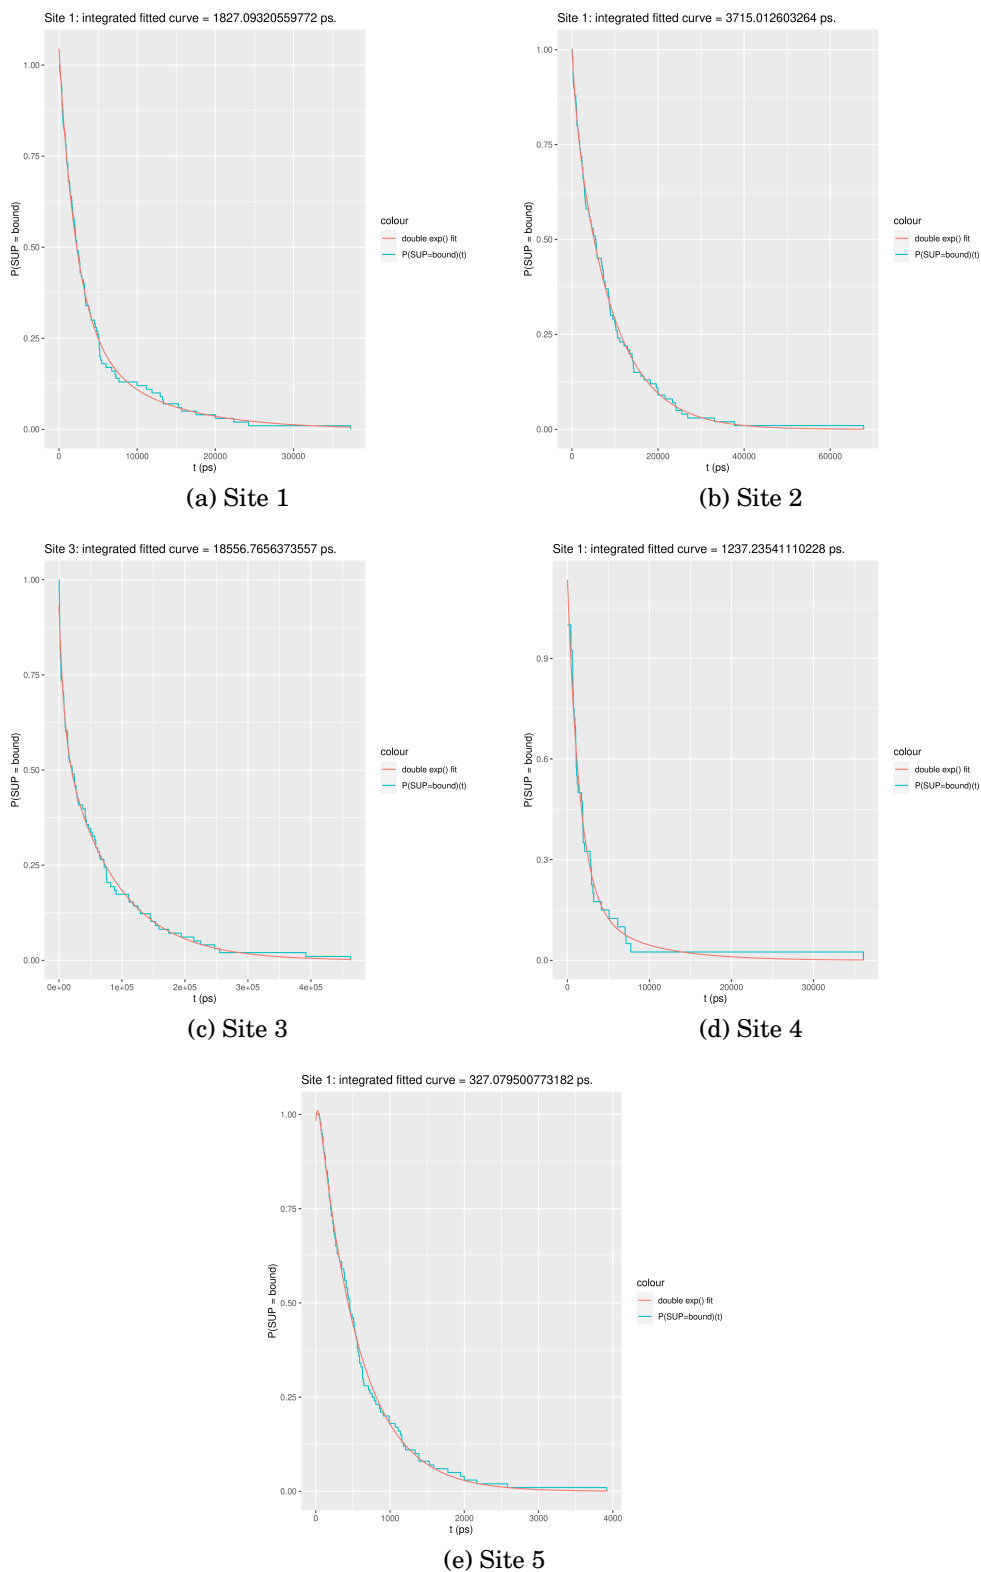 Site 1: integrated fitted curve = 1827.09320559772 ps.
1.00
0.75
0.50
0.25
0.00
P(SUP = bound)
0 10000 20000 30000
t (ps)
colour
double exp() fit
P(SUP=bound)(t)
(a) Site 1
Site 1: integrated fitted curve = 3715.012603264 ps.
1.00
0.75
0.50
0.25
0.00
P(SUP = bound)
0 20000 40000 60000
t (ps)
colour
double exp() fit
P(SUP=bound)(t)
(b) Site 2
Site 3: integrated fitted curve = 18556.7656373557 ps.
1.00
0.75
0.50
0.25
0.00
P(SUP = bound)
0e+00 1e+05 2e+05 3e+05 4e+05
t (ps)
colour
double exp() fit
P(SUP=bound)(t)
(c) Site 3
Site 1: integrated fitted curve = 1237.23541110228 ps.
0.9
0.6
0.3
0.0
P(SUP = bound)
0 10000 20000 30000
t (ps)
colour
double exp() fit
P(SUP=bound)(t)
(d) Site 4
Site 1: integrated fitted curve = 327.079500773182 ps.
1.00
0.75
0.50
0.25
0.00
P(SUP = bound)
0 1000 2000 3000 4000
t (ps)
colour
double exp() fit
P(SUP=bound)(t)
(e) Site 5